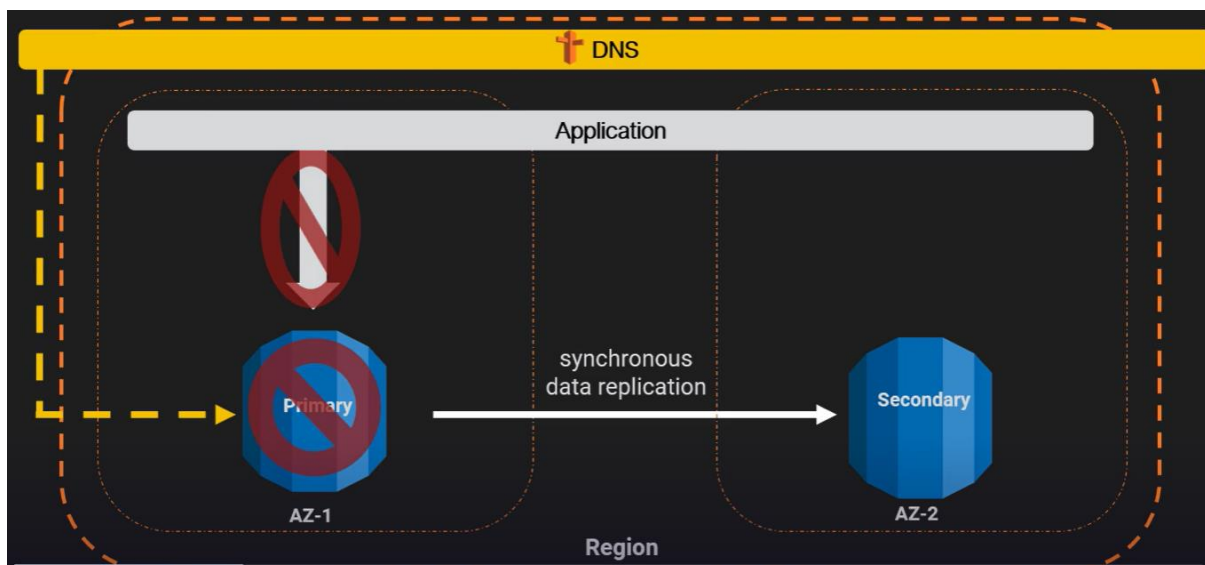 DNS
Application
synchronous
data replication
Primary
Secondary
AZ-1
AZ-2
Region